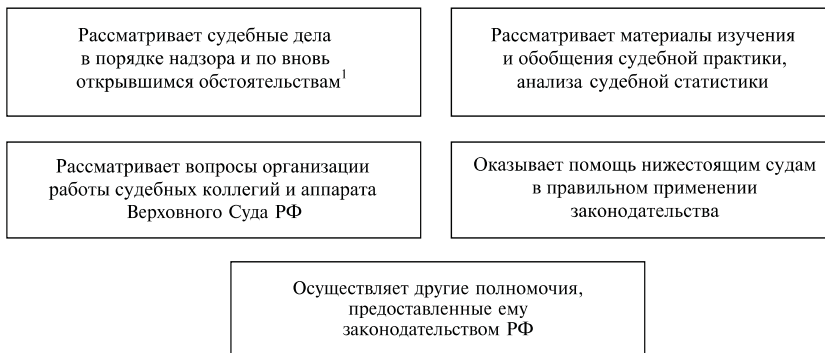 Рассматривает судебные дела
в порядке надзора и по вновь
открывшимся обстоятельствам¹
Рассматривает материалы изучения
и обобщения судебной практики,
анализа судебной статистики
Рассматривает вопросы организации
работы судебных коллегий и аппарата
Верховного Суда РФ
Оказывает помощь нижестоящим судам
в правильном применении
законодательства
Осуществляет другие полномочия,
предоставленные ему
законодательством РФ